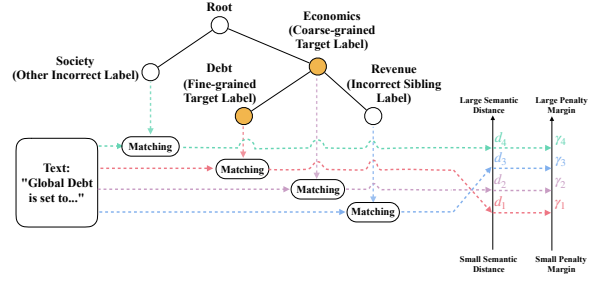 Root
Economics
(Coarse-grained
Target Label)
Society
(Other Incorrect Label)
Debt
(Fine-grained
Target Label)
Revenue
(Incorrect Sibling
Label)
Large Semantic
Distance
Large Penalty
Margin
Text:
"Global Debt
is set to..."
Matching
Matching
Matching
Matching
d4
d3
d2
d1
γ4
γ3
γ2
γ1
Small Semantic
Distance
Small Penalty
Margin